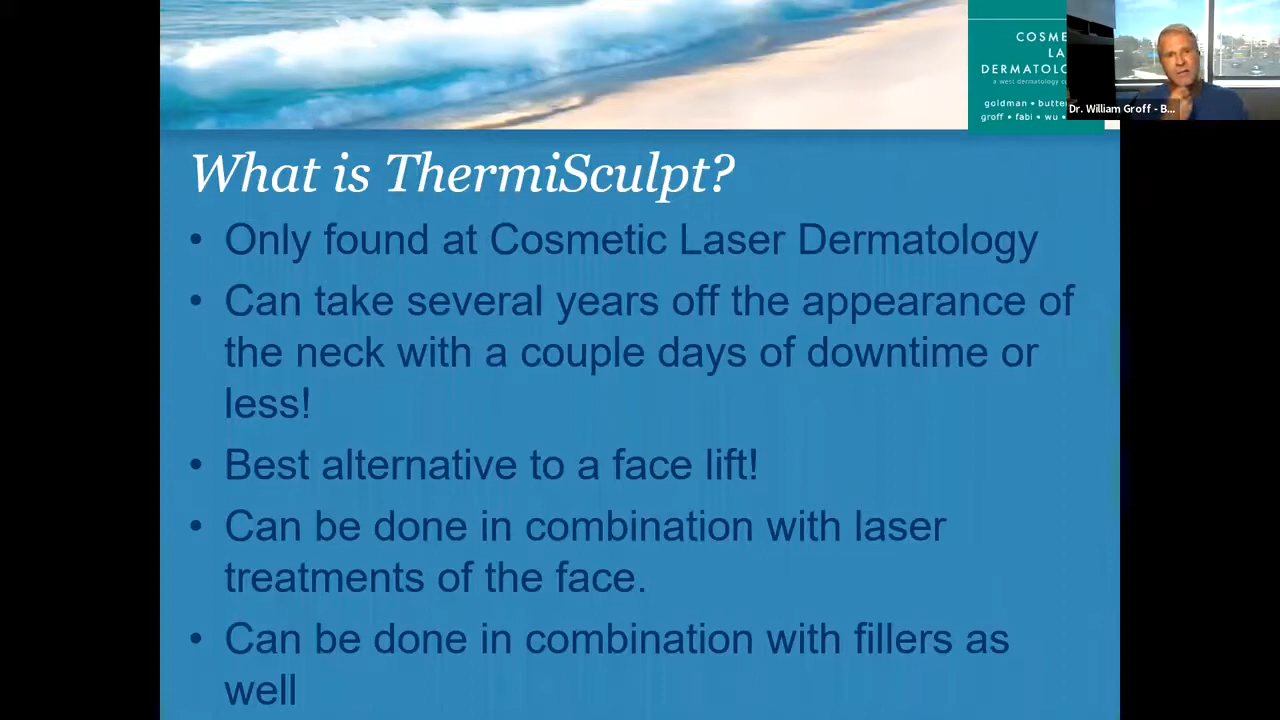 COSME
LA
DERMATOLO
a west dermatology co
goldman • butte
groff • fabi • wu •
Dr. William Groff - B...
What is ThermiSculpt?
• Only found at Cosmetic Laser Dermatology
• Can take several years off the appearance of
the neck with a couple days of downtime or
less!
• Best alternative to a face lift!
• Can be done in combination with laser
treatments of the face.
• Can be done in combination with fillers as
well